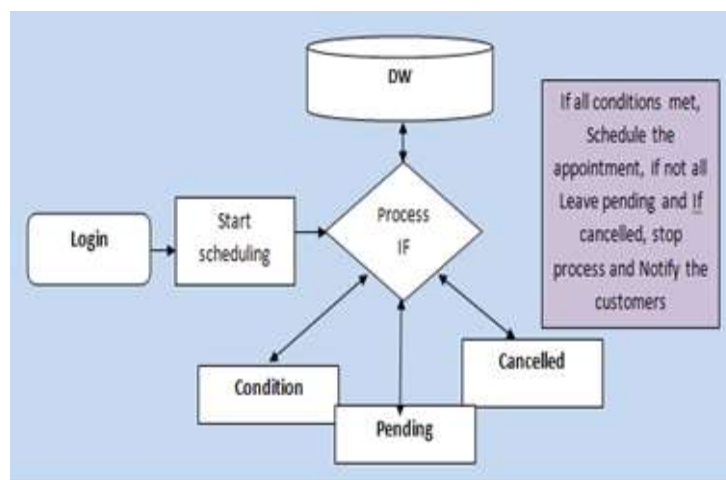 DW
If all conditions met,
Schedule the
appointment, if not all
Leave pending and If
cancelled, stop
process and Notify the
customers
Login
Start
scheduling
Process
IF
Condition
Pending
Cancelled